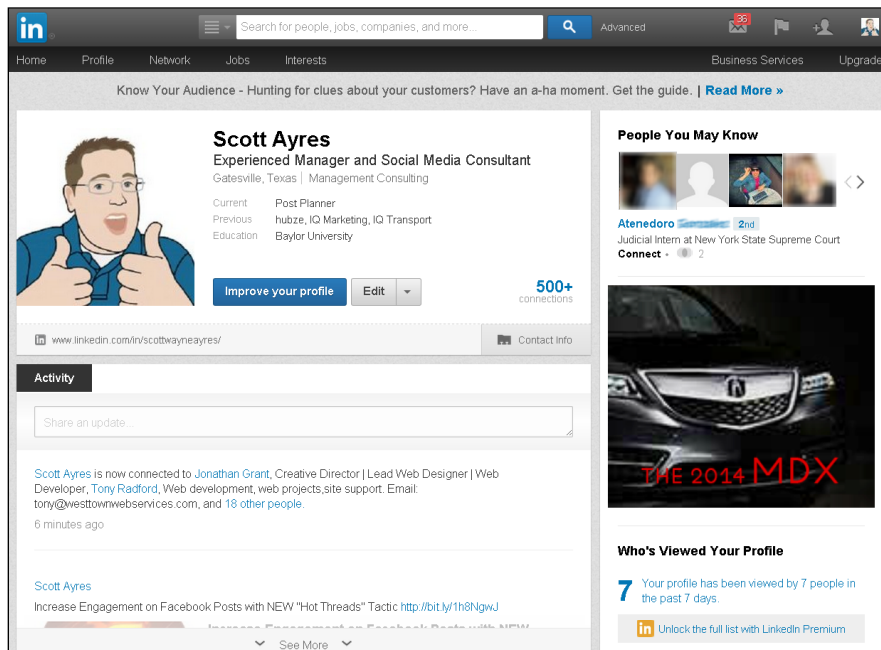 in
Search for people, jobs, companies, and more...
Advanced
36
Home Profile Network Jobs Interests
Business Services Upgrade
Know Your Audience - Hunting for clues about your customers? Have an a-ha moment. Get the guide. | Read More »
Scott Ayres
Experienced Manager and Social Media Consultant
Gatesville, Texas | Management Consulting
Current Post Planner
Previous hubze, IQ Marketing, IQ Transport
Education Baylor University
Improve your profile
Edit
500+
connections
in www.linkedin.com/in/scottwayneayres/
Contact Info
Activity
Share an update...
Scott Ayres is now connected to Jonathan Grant, Creative Director | Lead Web Designer | Web
Developer, Tony Radford, Web development, web projects,site support. Email:
tony@westtownwebservices.com, and 18 other people.
6 minutes ago
Scott Ayres
Increase Engagement on Facebook Posts with NEW "Hot Threads" Tactic http://bit.ly/1h8NgwJ
Increase Engagement on Facebook Posts with NEW
See More
People You May Know
Atenedoro 2nd
Judicial Intern at New York State Supreme Court
Connect • 2
THE 2014 MDX
Who's Viewed Your Profile
7 Your profile has been viewed by 7 people in
the past 7 days.
in Unlock the full list with LinkedIn Premium